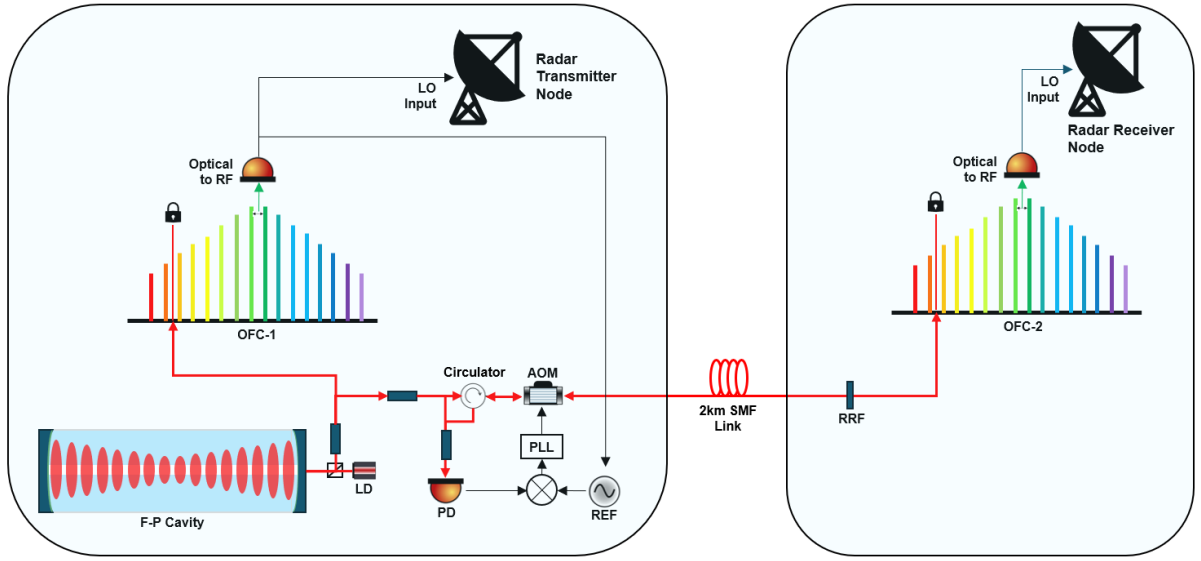 Radar
Transmitter
Node
LO
Input
Optical
to RF
OFC-1
Circulator
AOM
PLL
LD
PD
REF
F-P Cavity
2km SMF
Link
RRF
LO
Input
Radar Receiver
Node
Optical
to RF
OFC-2